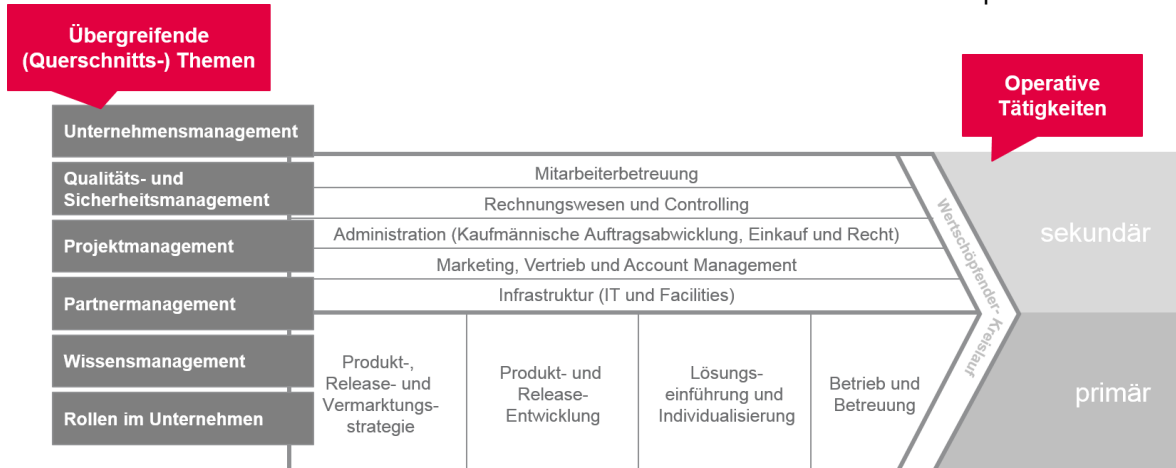 Übergreifende
(Querschnitts-) Themen
Operative
Tätigkeiten
Unternehmensmanagement
Qualitäts- und
Sicherheitsmanagement
Projektmanagement
Partnermanagement
Wissensmanagement
Rollen im Unternehmen
Mitarbeiterbetreuung
Rechnungswesen und Controlling
Administration (Kaufmännische Auftragsabwicklung, Einkauf und Recht)
Marketing, Vertrieb und Account Management
Infrastruktur (IT und Facilities)
Produkt-,
Release- und
Vermarktungs-
strategie
Produkt- und
Release-
Entwicklung
Lösungs-
einführung und
Individualisierung
Betrieb und
Betreuung
Wertschöpfender- Kreislauf
sekundär
primär